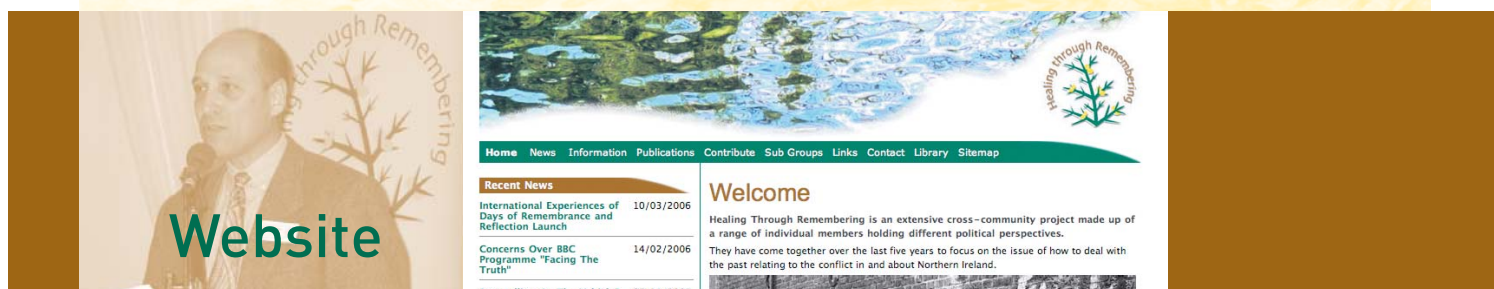 Healing through Remembering
Website
Healing through Remembering
Home News Information Publications Contribute Sub Groups Links Contact Library Sitemap
Recent News
International Experiences of 10/03/2006
Days of Remembrance and
Reflection Launch
Concerns Over BBC 14/02/2006
Programme "Facing The
Truth"
Welcome
Healing Through Remembering is an extensive cross-community project made up of
a range of individual members holding different political perspectives.
They have come together over the last five years to focus on the issue of how to deal with
the past relating to the conflict in and about Northern Ireland.